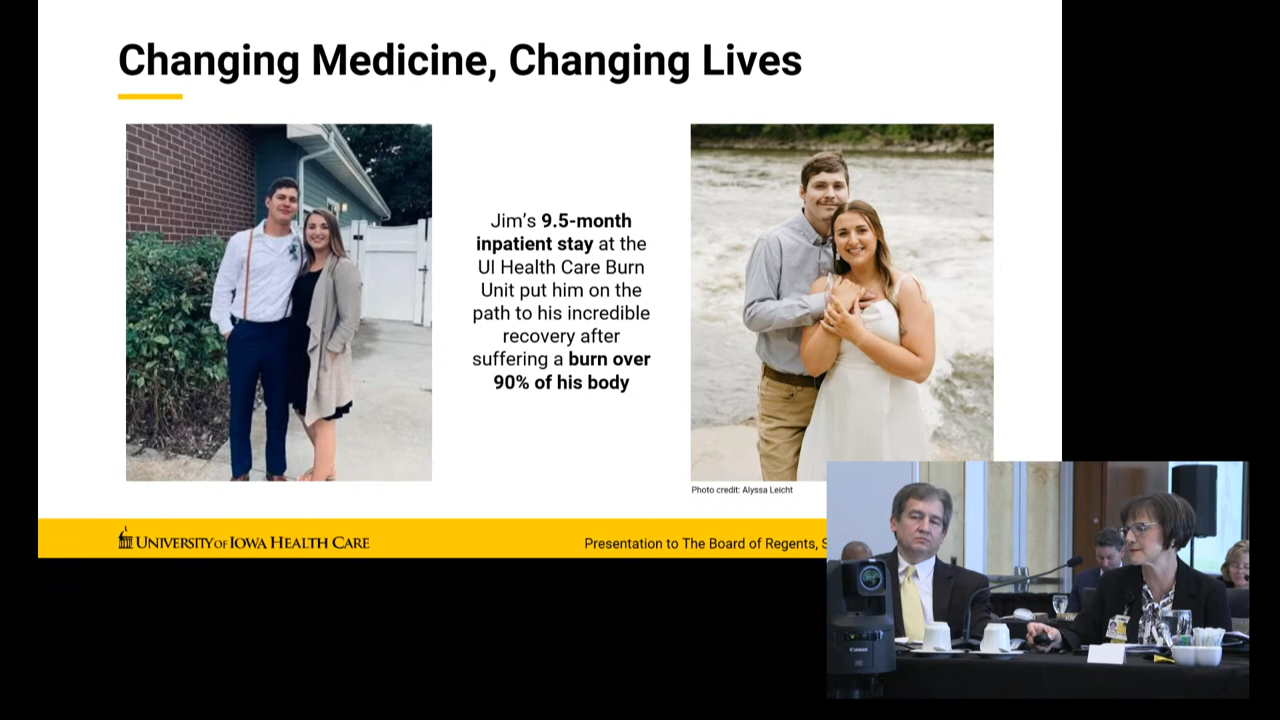 Changing Medicine, Changing Lives
Jim's 9.5-month
inpatient stay at the
UI Health Care Burn
Unit put him on the
path to his incredible
recovery after
suffering a burn over
90% of his body
Photo credit: Alyssa Leicht
UNIVERSITY OF IOWA HEALTH CARE
Presentation to The Board of Regents, S
Canon